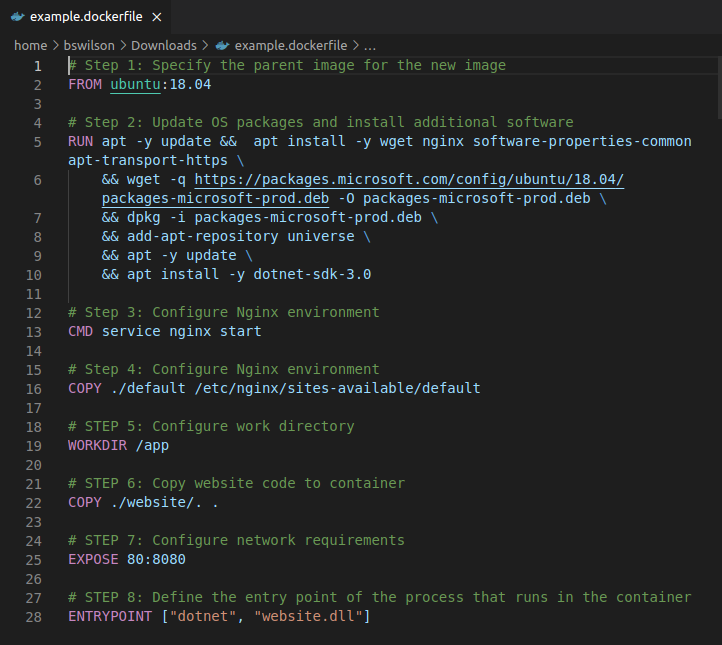 example.dockerfile ×
home > bswilson > Downloads > example.dockerfile > ...
1 # Step 1: Specify the parent image for the new image
2 FROM ubuntu:18.04
3
4 # Step 2: Update OS packages and install additional software
5 RUN apt -y update &&  apt install -y wget nginx software-properties-common
apt-transport-https \
6 && wget -q https://packages.microsoft.com/config/ubuntu/18.04/
packages-microsoft-prod.deb -O packages-microsoft-prod.deb \
7 && dpkg -i packages-microsoft-prod.deb \
8 && add-apt-repository universe \
9 && apt -y update \
10 && apt install -y dotnet-sdk-3.0
11
12 # Step 3: Configure Nginx environment
13 CMD service nginx start
14
15 # Step 4: Configure Nginx environment
16 COPY ./default /etc/nginx/sites-available/default
17
18 # STEP 5: Configure work directory
19 WORKDIR /app
20
21 # STEP 6: Copy website code to container
22 COPY ./website/. .
23
24 # STEP 7: Configure network requirements
25 EXPOSE 80:8080
26
27 # STEP 8: Define the entry point of the process that runs in the container
28 ENTRYPOINT ["dotnet", "website.dll"]